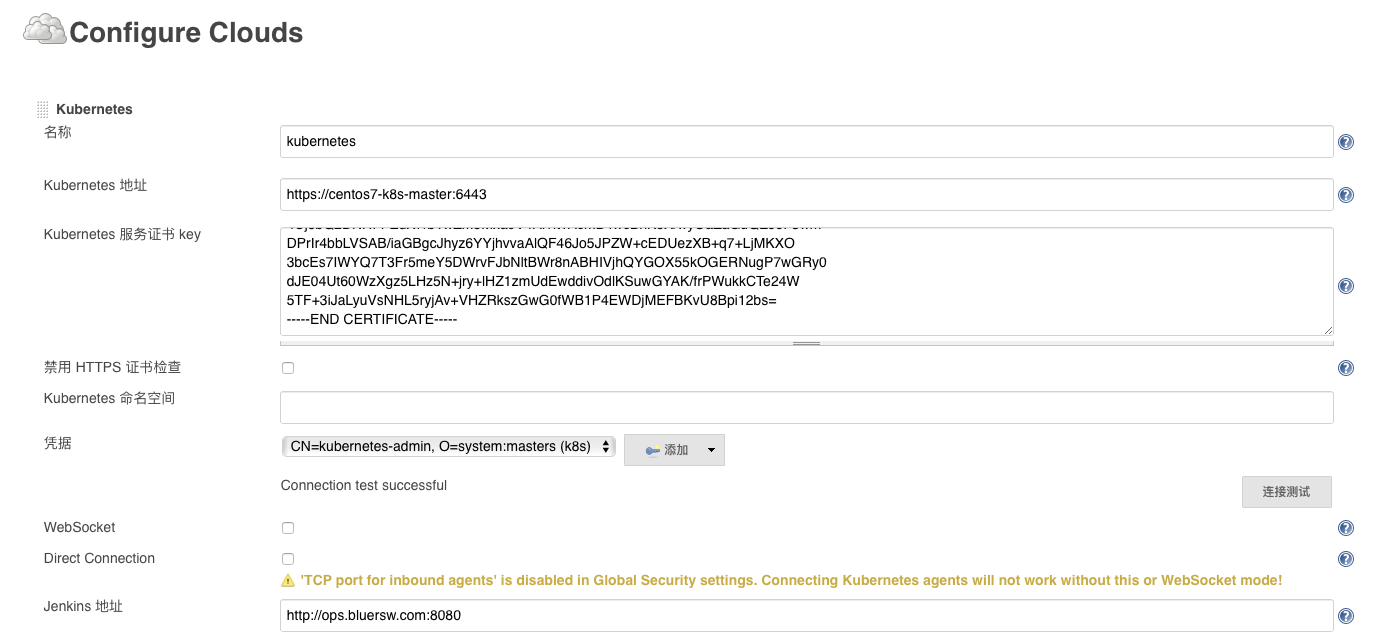 Configure Clouds
Kubernetes
名称
kubernetes
Kubernetes 地址
https://centos7-k8s-master:6443
Kubernetes 服务证书 key
DPrIr4bbLVSAB/iaGBgcJhyz6YYjhvvaAlQF46Jo5JPZW+cEDUezXB+q7+LjMKXO
3bcEs7IWYQ7T3Fr5meY5DWrvFJbNltBWr8nABHIVjhQYGOX55kOGERNugP7wGRy0
dJE04Ut60WzXgz5LHz5N+jry+lHZ1zmUdEwddivOdlKSuwGYAK/frPWukkCTe24W
5TF+3iJaLyuVsNHL5ryjAv+VHZRkszGwG0fWB1P4EWDjMEFBKvU8Bpi12bs=
-----END CERTIFICATE-----
禁用 HTTPS 证书检查
Kubernetes 命名空间
凭据
CN=kubernetes-admin, O=system:masters (k8s)
添加
Connection test successful
连接测试
WebSocket
Direct Connection
'TCP port for inbound agents' is disabled in Global Security settings. Connecting Kubernetes agents will not work without this or WebSocket mode!
Jenkins 地址
http://ops.bluersw.com:8080